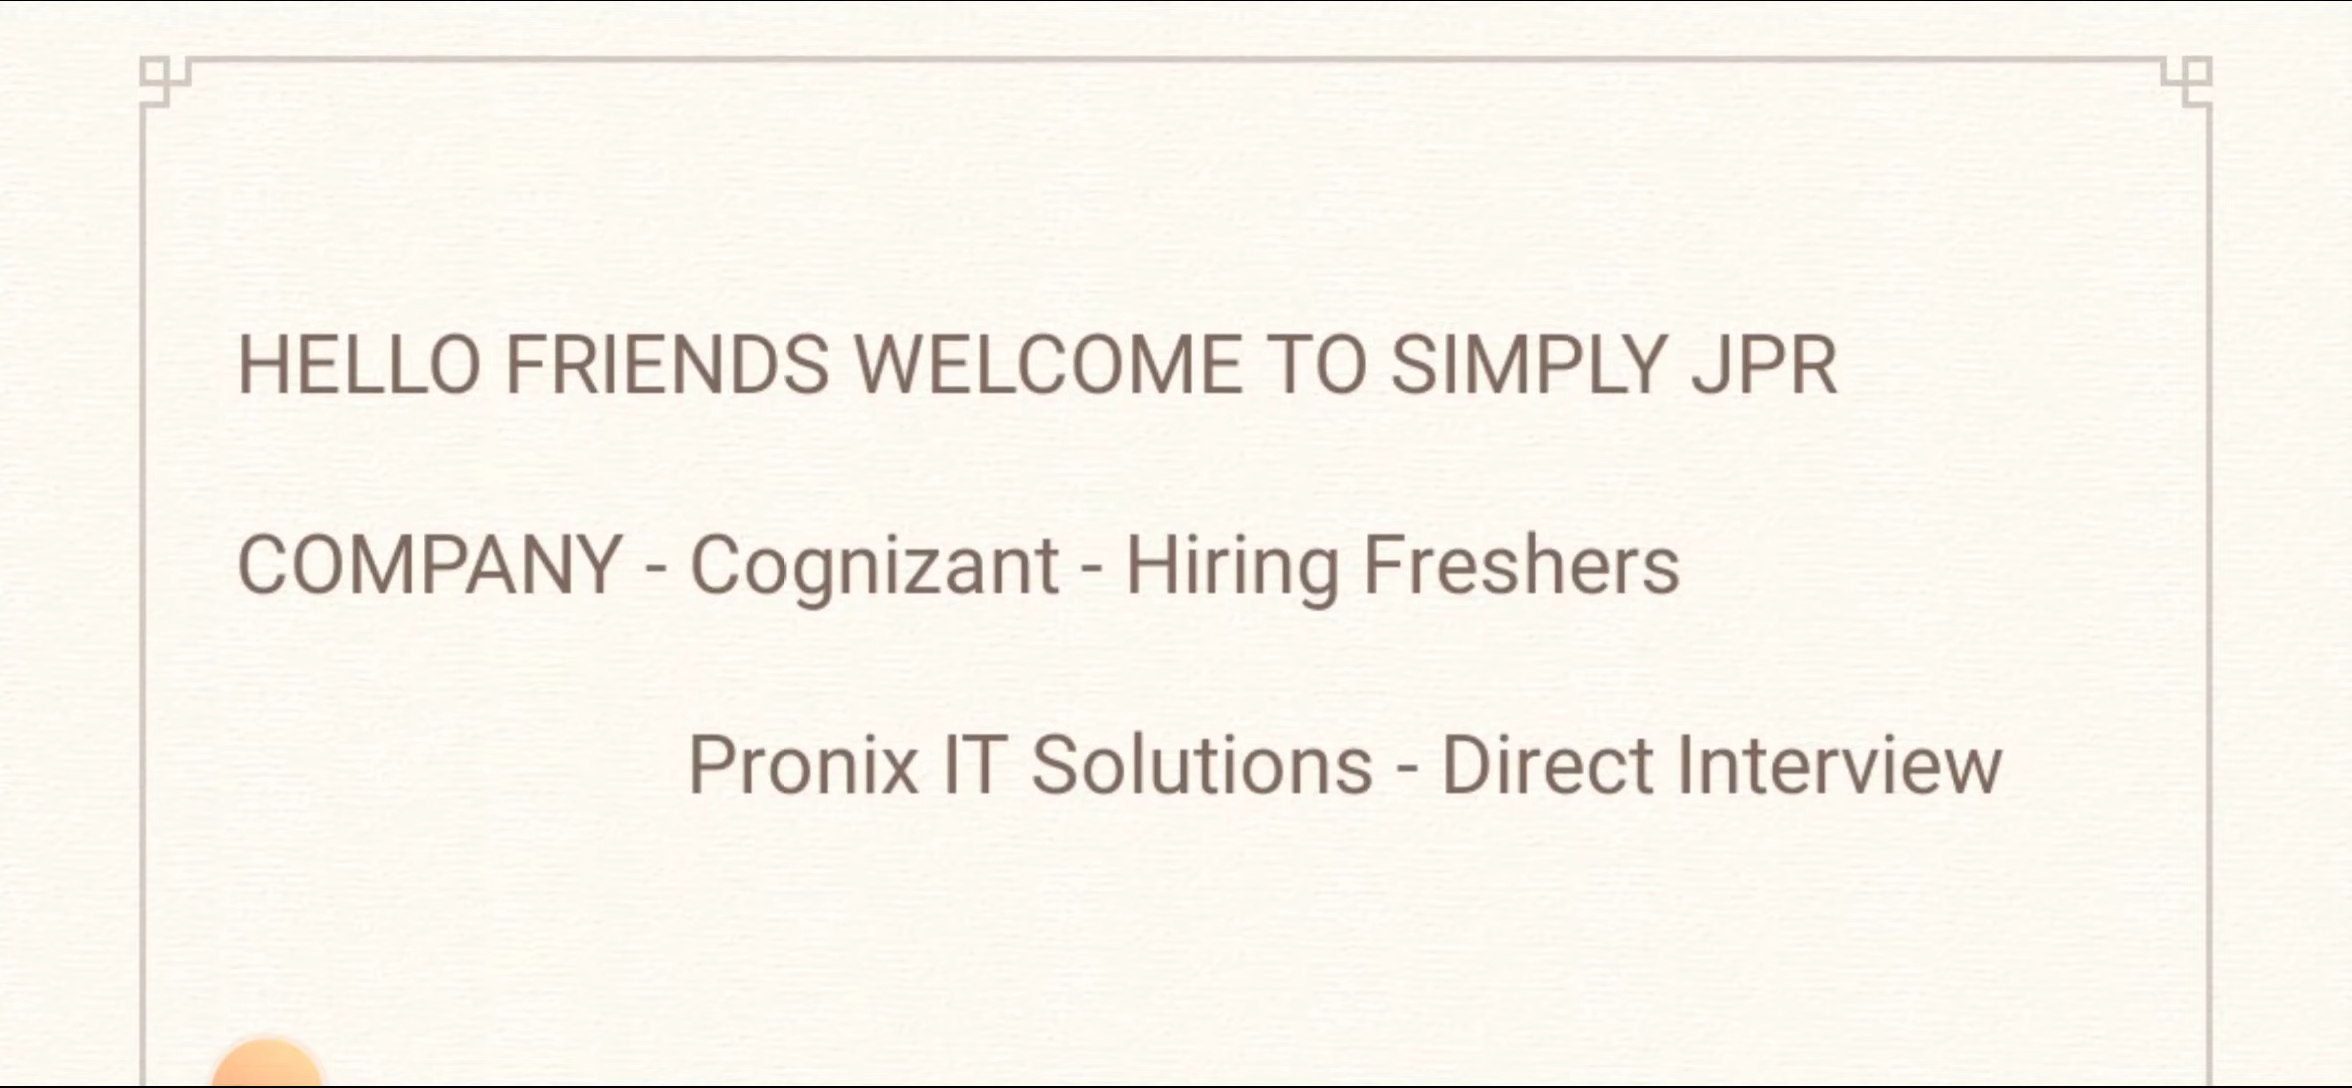 HELLO FRIENDS WELCOME TO SIMPLY JPR
COMPANY - Cognizant - Hiring Freshers
Pronix IT Solutions - Direct Interview